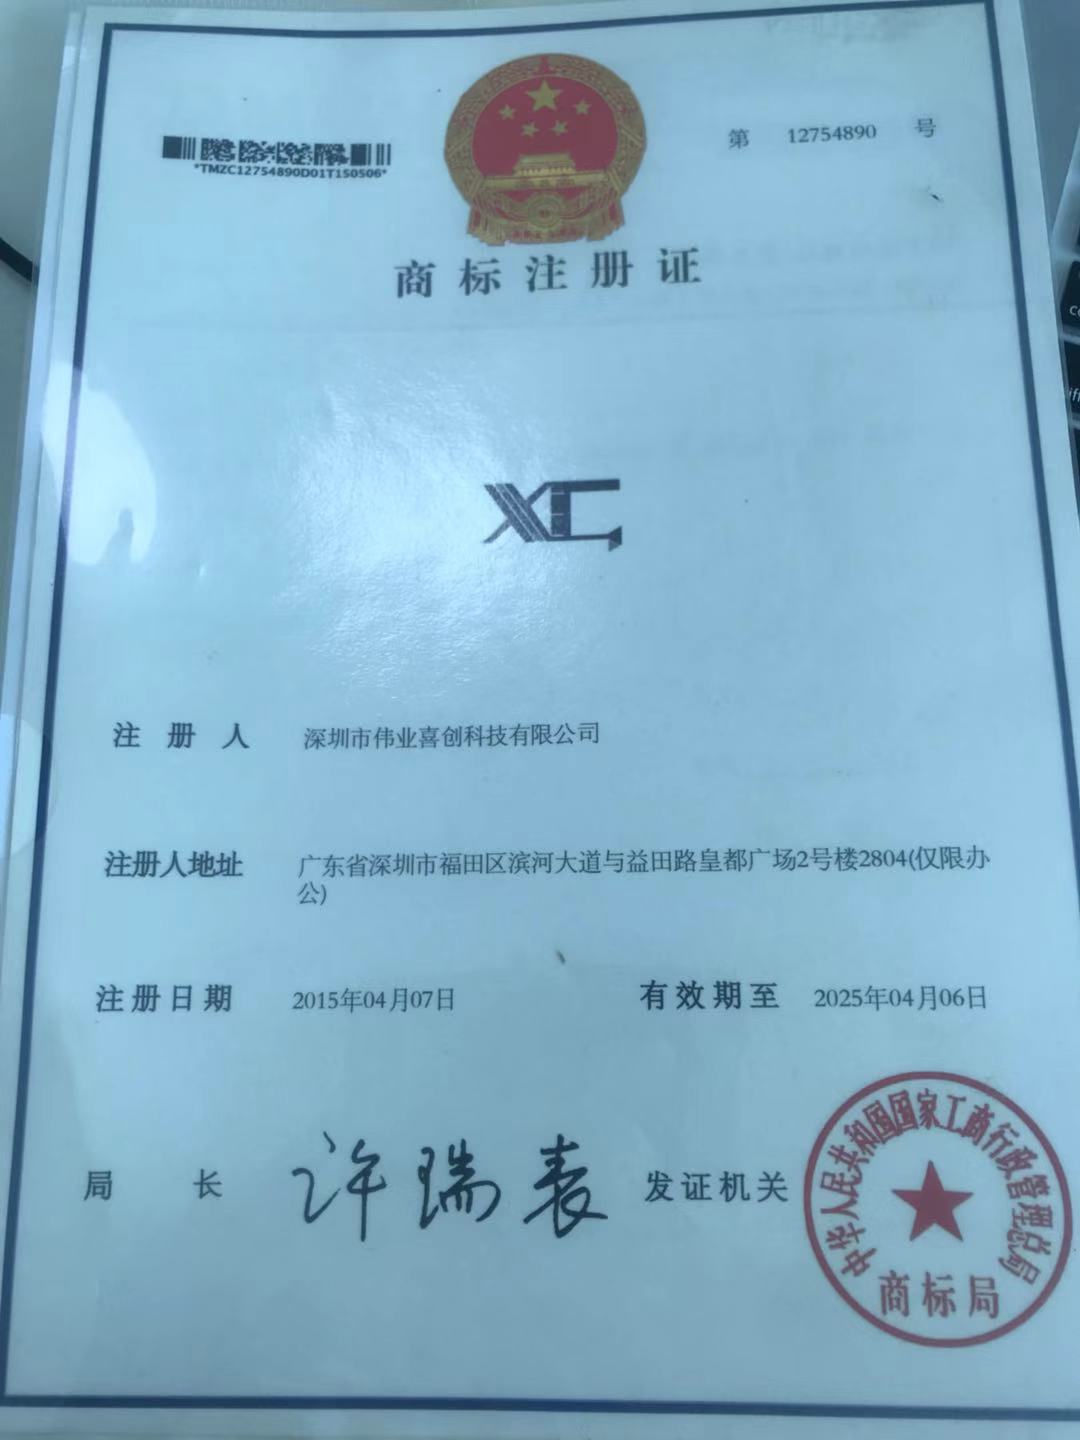 *TMZC12754890D01T150506*
第 12754890 号
商标注册证
XC
注册人 深圳市伟业喜创科技有限公司
注册人地址 广东省深圳市福田区滨河大道与益田路皇都广场2号楼2804(仅限办
公)
注册日期 2015年04月07日 有效期至 2025年04月06日
局长 许瑞表 发证机关
中华人民共和国国家工商行政管理总局
商标局